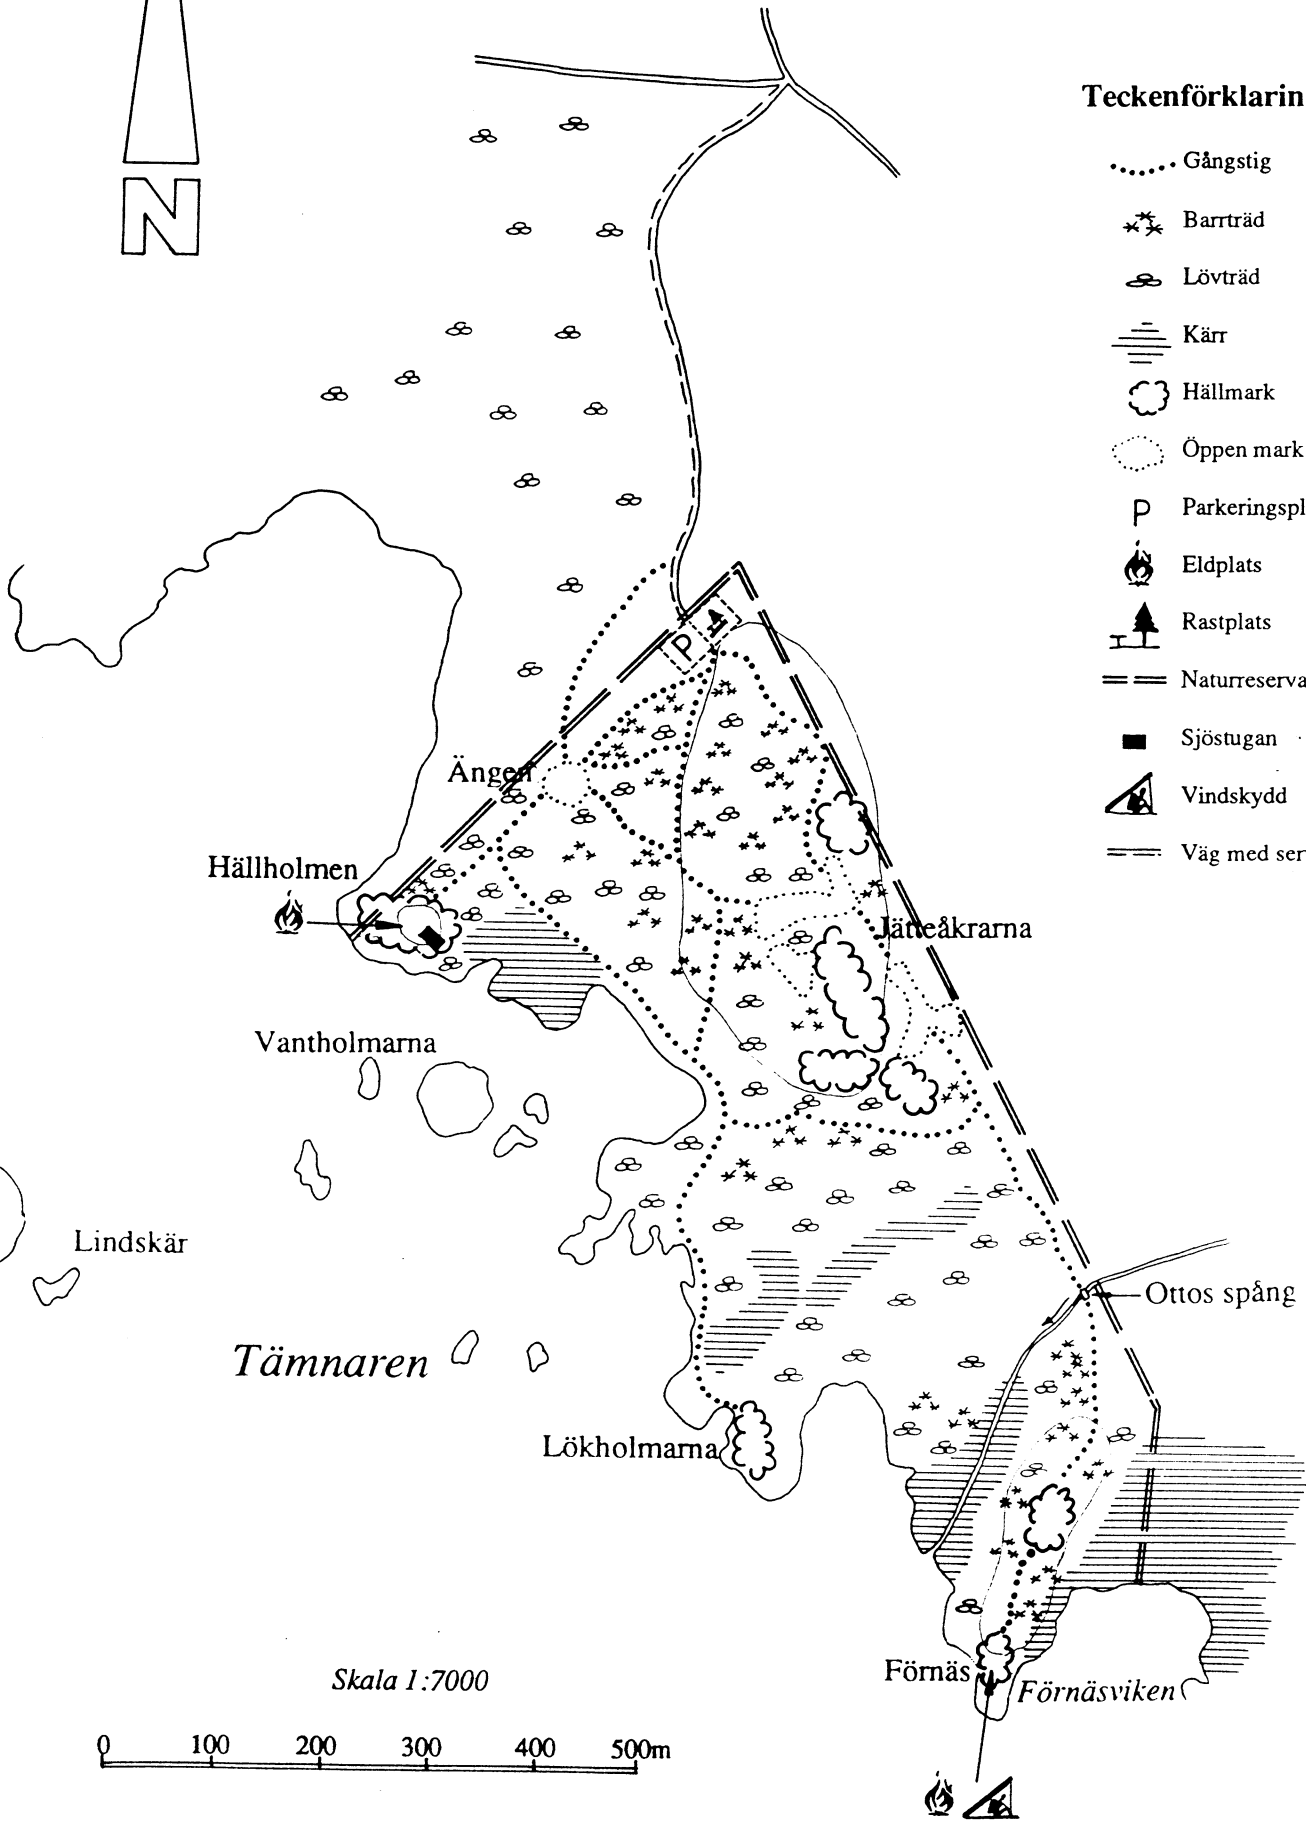 N
Teckenförklarin
Gångstig
Barrträd
Lövträd
Kärr
Hällmark
Öppen mark
P Parkeringspl
Eldplats
Rastplats
Naturreserva
Sjöstugan
Vindskydd
Väg med ser
P
Ängen
Hällholmen
Jätteåkrarna
Vantholmarna
Lindskär
Ottos spång
Tämnaren
Lökholmarna
Förnäs
Förnäsviken
Skala 1:7000
0 100 200 300 400 500m